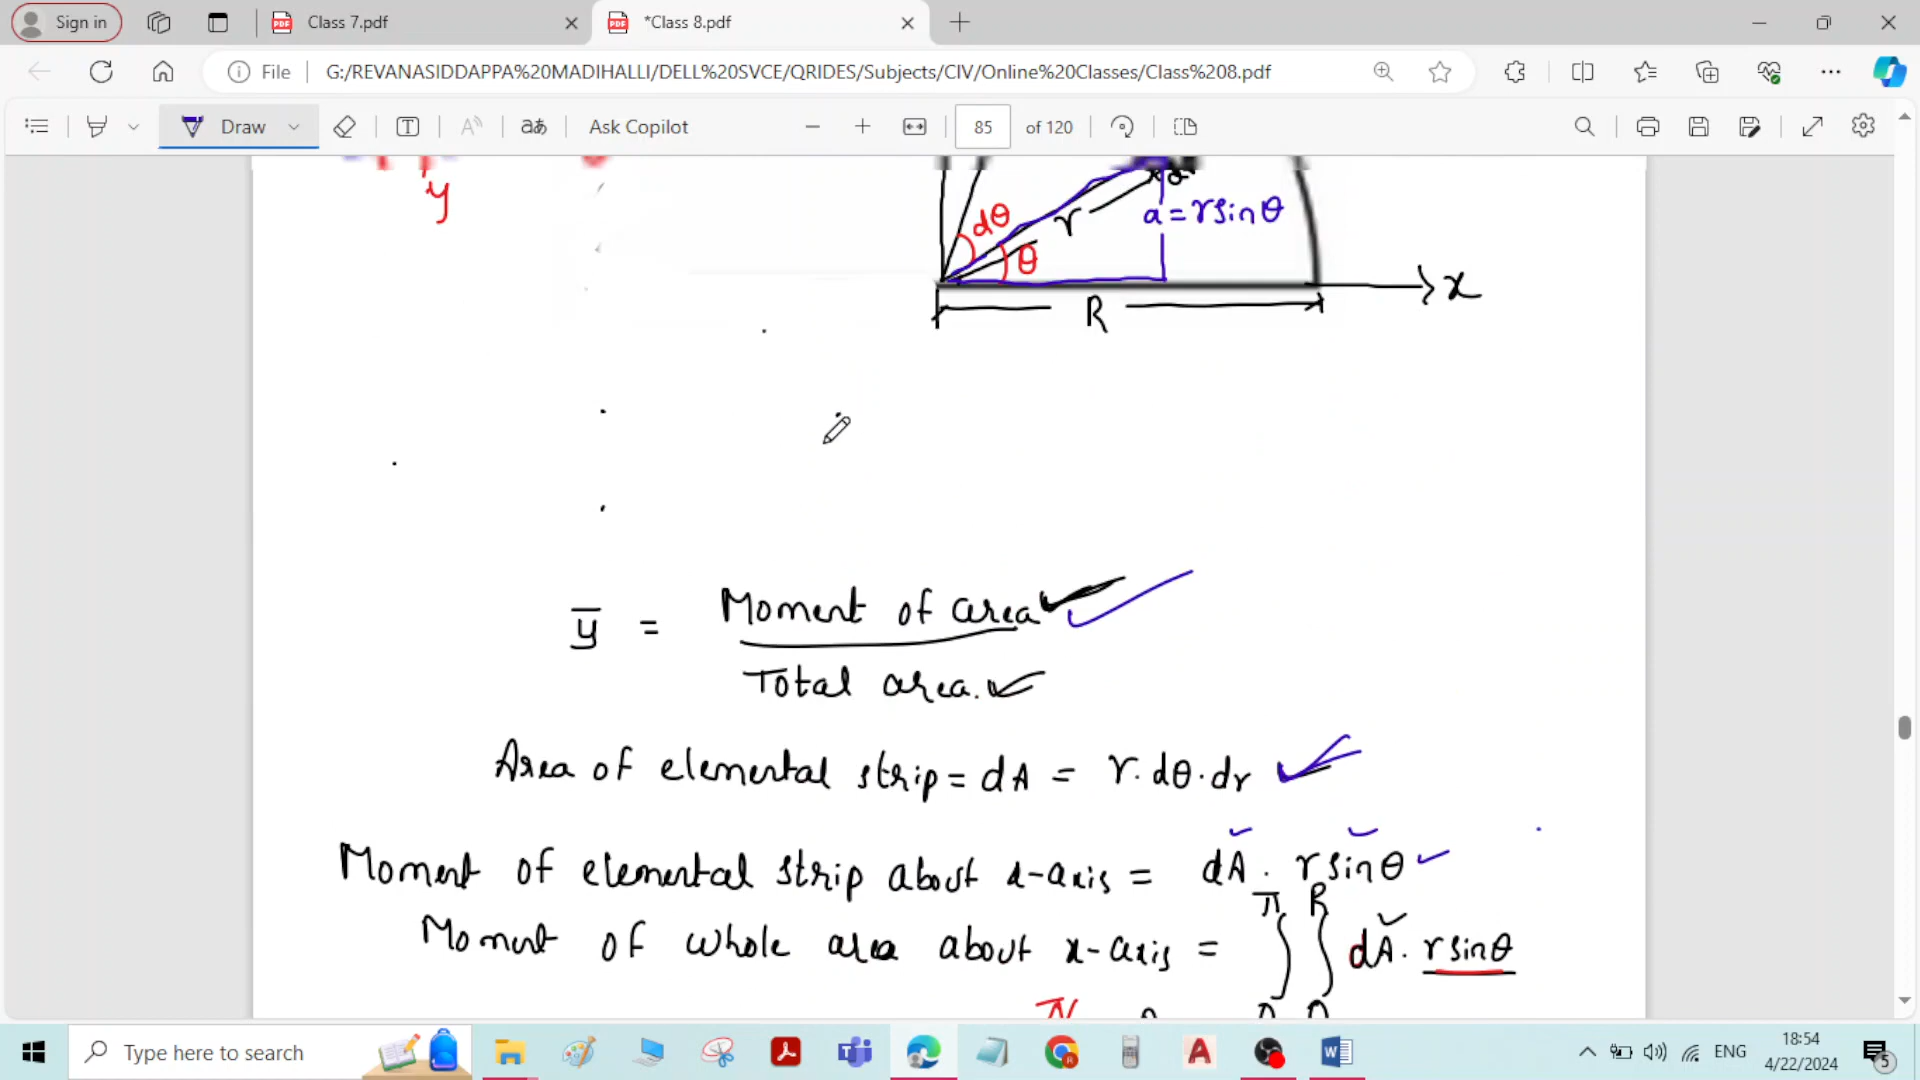 Sign in
Class 7.pdf
*Class 8.pdf
File
G:/REVANASIDDAPPA%20MADIHALLI/DELL%20SVCE/QRIDES/Subjects/CIV/Online%20Classes/Class%208.pdf
Draw
Ask Copilot
85
of 120
y
dθ
θ
r
a = r sin θ
x
R
ȳ = Moment of area
Total area.
Area of elemental strip = dA = r. dθ. dr
Moment of elemental strip about x-axis = dA . r sin θ
π R
Moment of whole area about x-axis = ∫ ∫ dA. r sin θ
Type here to search
ENG
18:54
4/22/2024
5